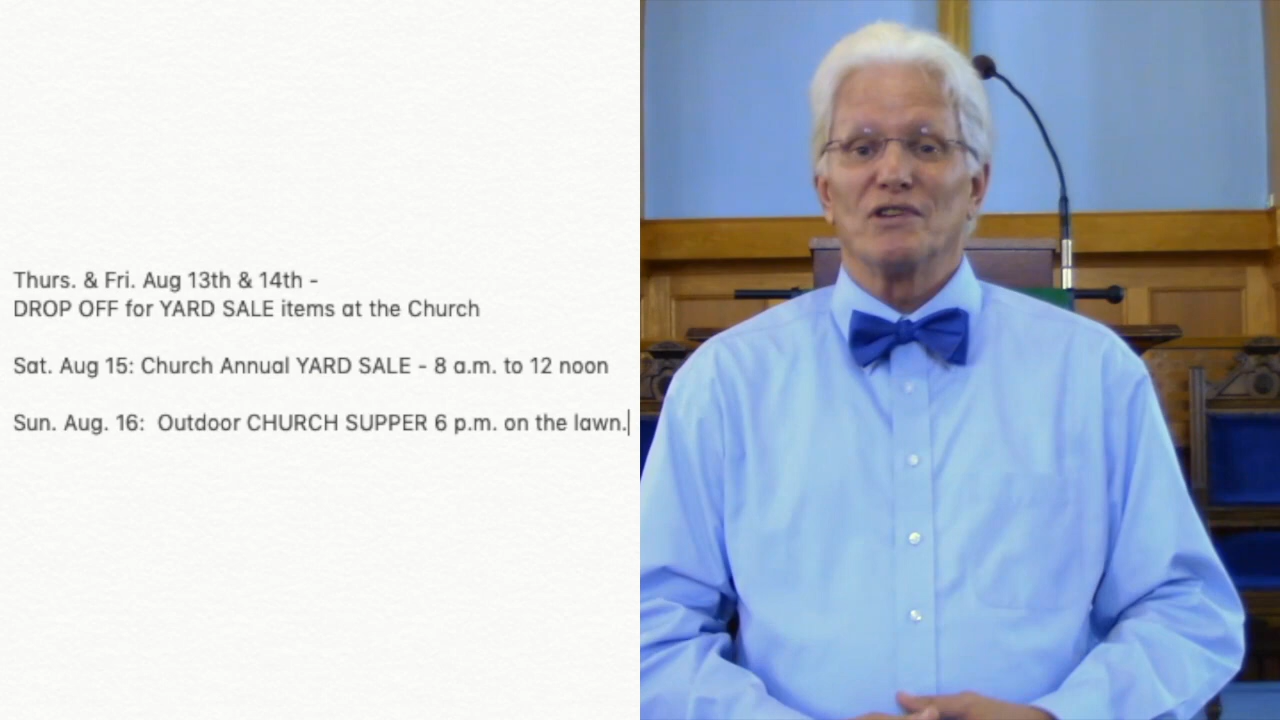 Thurs. & Fri. Aug 13th & 14th -
DROP OFF for YARD SALE items at the Church
Sat. Aug 15: Church Annual YARD SALE - 8 a.m. to 12 noon
Sun. Aug. 16:  Outdoor CHURCH SUPPER 6 p.m. on the lawn.